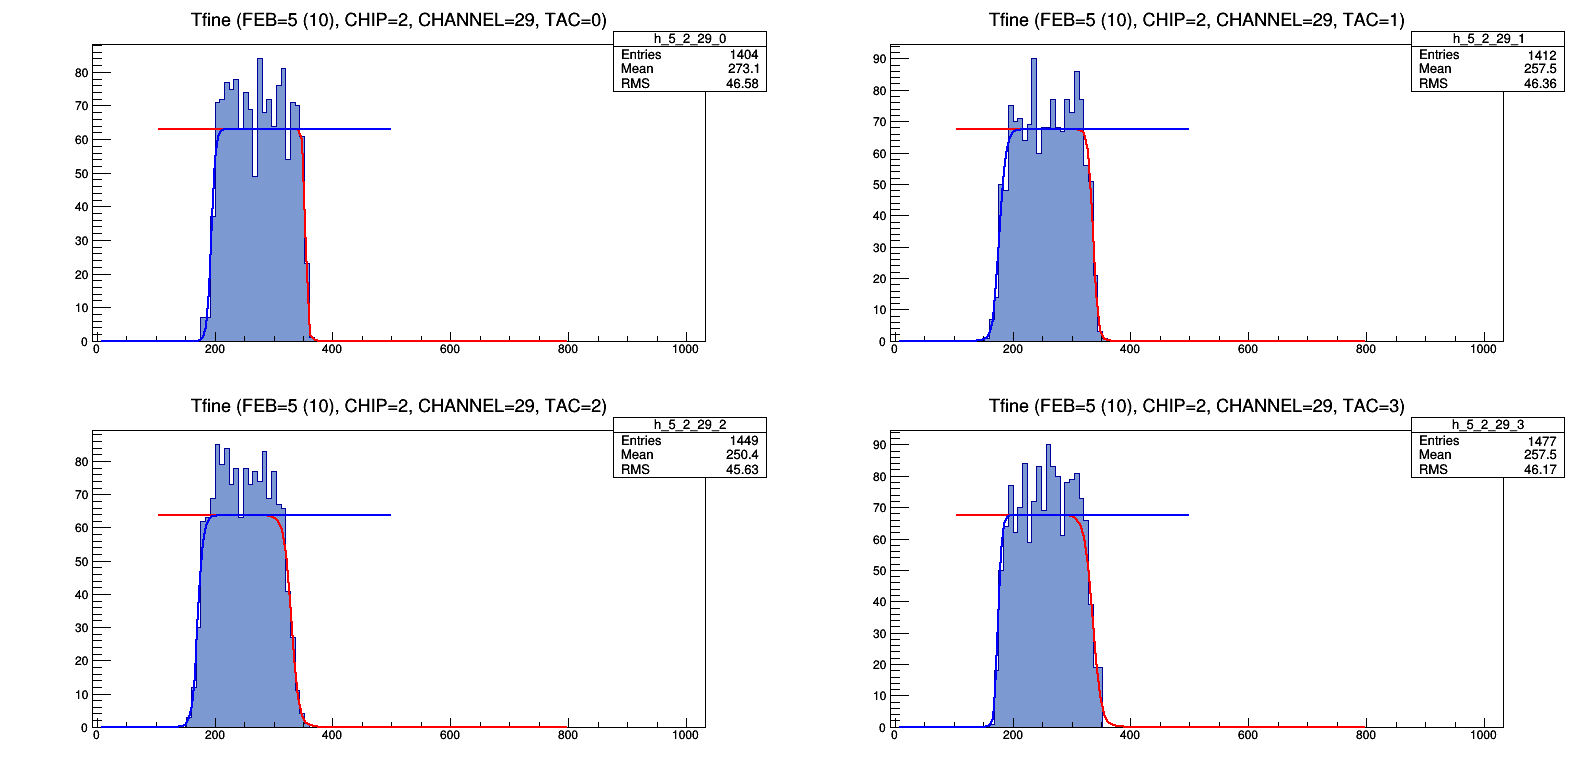 Tfine (FEB=5 (10), CHIP=2, CHANNEL=29, TAC=0)
h_5_2_29_0
Entries 1404
Mean 273.1
RMS 46.58
80
70
60
50
40
30
20
10
0
0 200 400 600 800 1000
Tfine (FEB=5 (10), CHIP=2, CHANNEL=29, TAC=1)
h_5_2_29_1
Entries 1412
Mean 257.5
RMS 46.36
90
80
70
60
50
40
30
20
10
0
0 200 400 600 800 1000
Tfine (FEB=5 (10), CHIP=2, CHANNEL=29, TAC=2)
h_5_2_29_2
Entries 1449
Mean 250.4
RMS 45.63
80
70
60
50
40
30
20
10
0
0 200 400 600 800 1000
Tfine (FEB=5 (10), CHIP=2, CHANNEL=29, TAC=3)
h_5_2_29_3
Entries 1477
Mean 257.5
RMS 46.17
90
80
70
60
50
40
30
20
10
0
0 200 400 600 800 1000